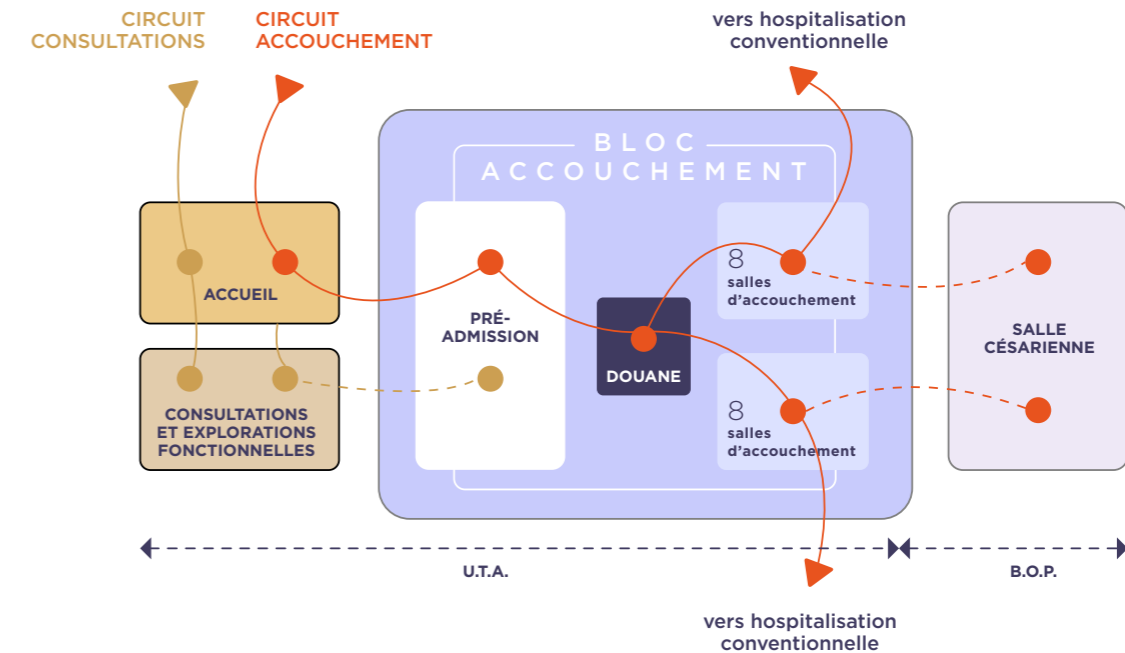 CIRCUIT
CONSULTATIONS
CIRCUIT
ACCOUCHEMENT
vers hospitalisation
conventionnelle
BLOC
ACCOUCHEMENT
ACCUEIL
PRÉ-
ADMISSION
8
salles
d'accouchement
DOUANE
SALLE
CÉSARIENNE
CONSULTATIONS
ET EXPLORATIONS
FONCTIONNELLES
8
salles
d'accouchement
U.T.A.
B.O.P.
vers hospitalisation
conventionnelle